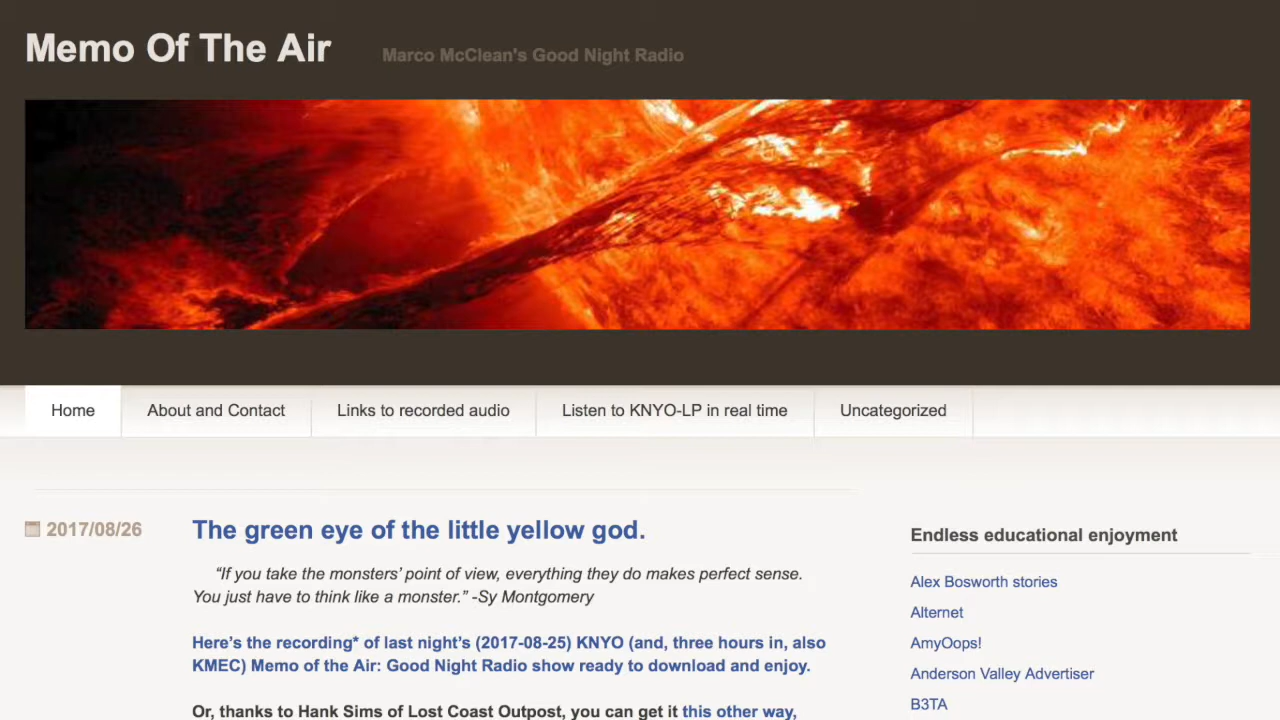 Memo Of The Air
Marco McClean's Good Night Radio
Home
About and Contact
Links to recorded audio
Listen to KNYO-LP in real time
Uncategorized
2017/08/26
The green eye of the little yellow god.
“If you take the monsters’ point of view, everything they do makes perfect sense.
You just have to think like a monster.” -Sy Montgomery
Here’s the recording* of last night’s (2017-08-25) KNYO (and, three hours in, also
KMEC) Memo of the Air: Good Night Radio show ready to download and enjoy.
Or, thanks to Hank Sims of Lost Coast Outpost, you can get it this other way,
Endless educational enjoyment
Alex Bosworth stories
Alternet
AmyOops!
Anderson Valley Advertiser
B3TA